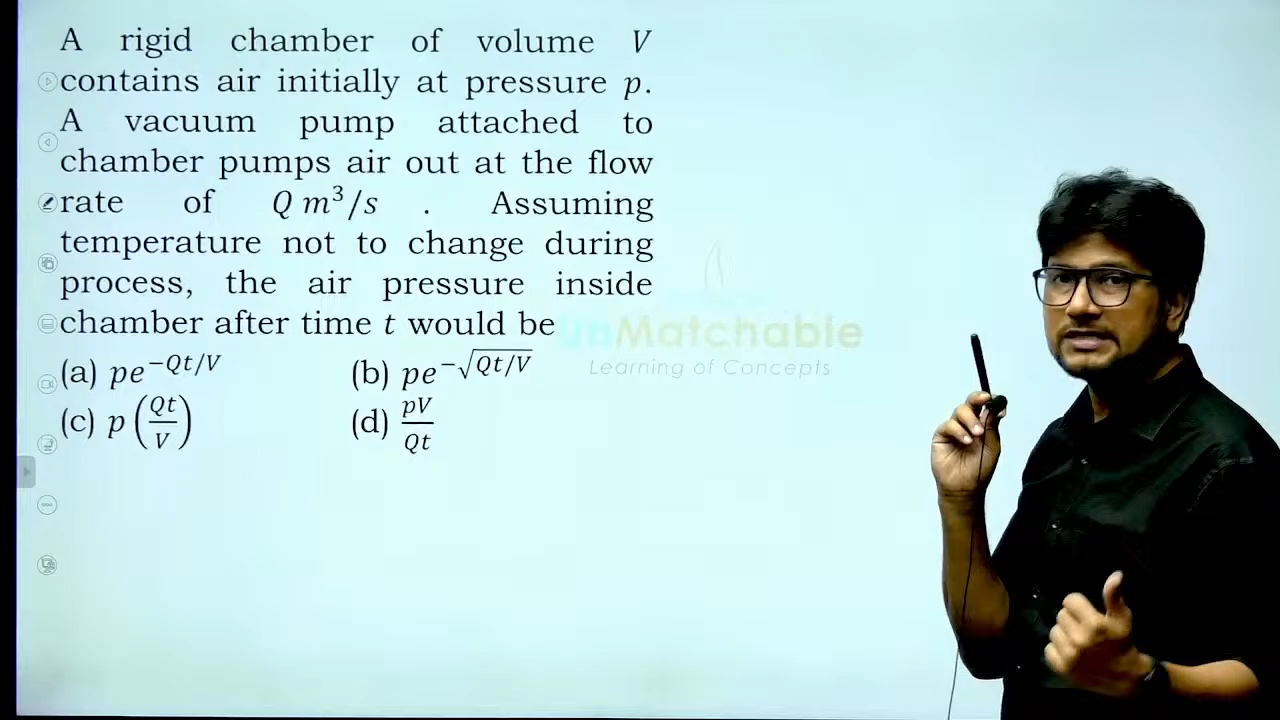 A rigid chamber of volume V
contains air initially at pressure p.
A vacuum pump attached to
chamber pumps air out at the flow
rate of Q m³/s . Assuming
temperature not to change during
process, the air pressure inside
chamber after time t would be
(a) pe^{-Qt/V} (b) pe^{-√(Qt/V)}
(c) p(Qt/V) (d) pV/Qt
UnMatchable
Learning of Concepts